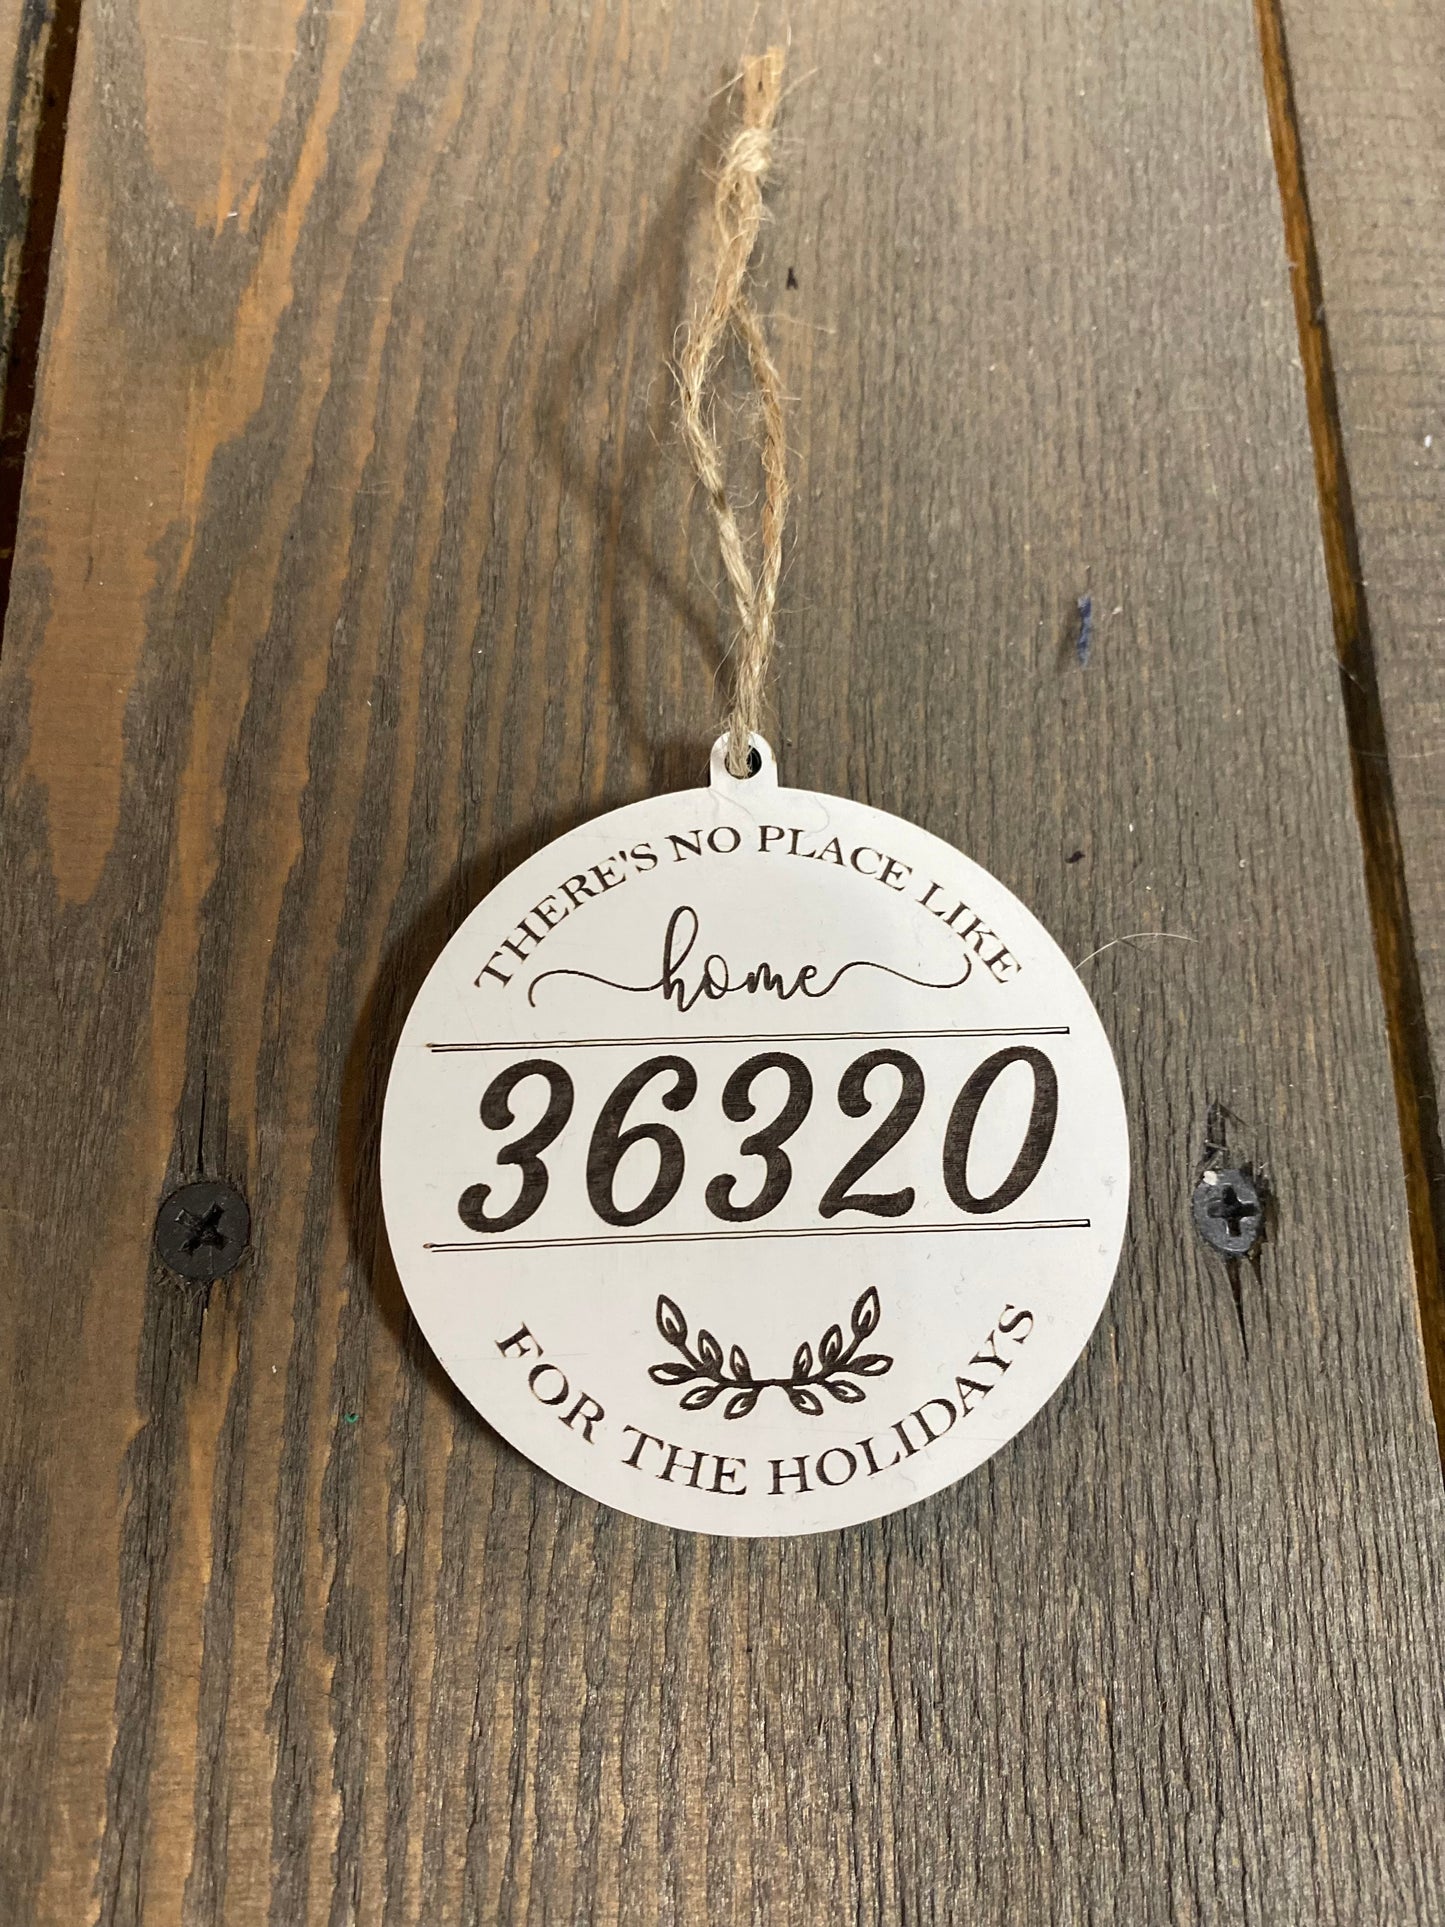 THERE'S NO PLACE LIKE
home
36320
FOR THE HOLIDAYS